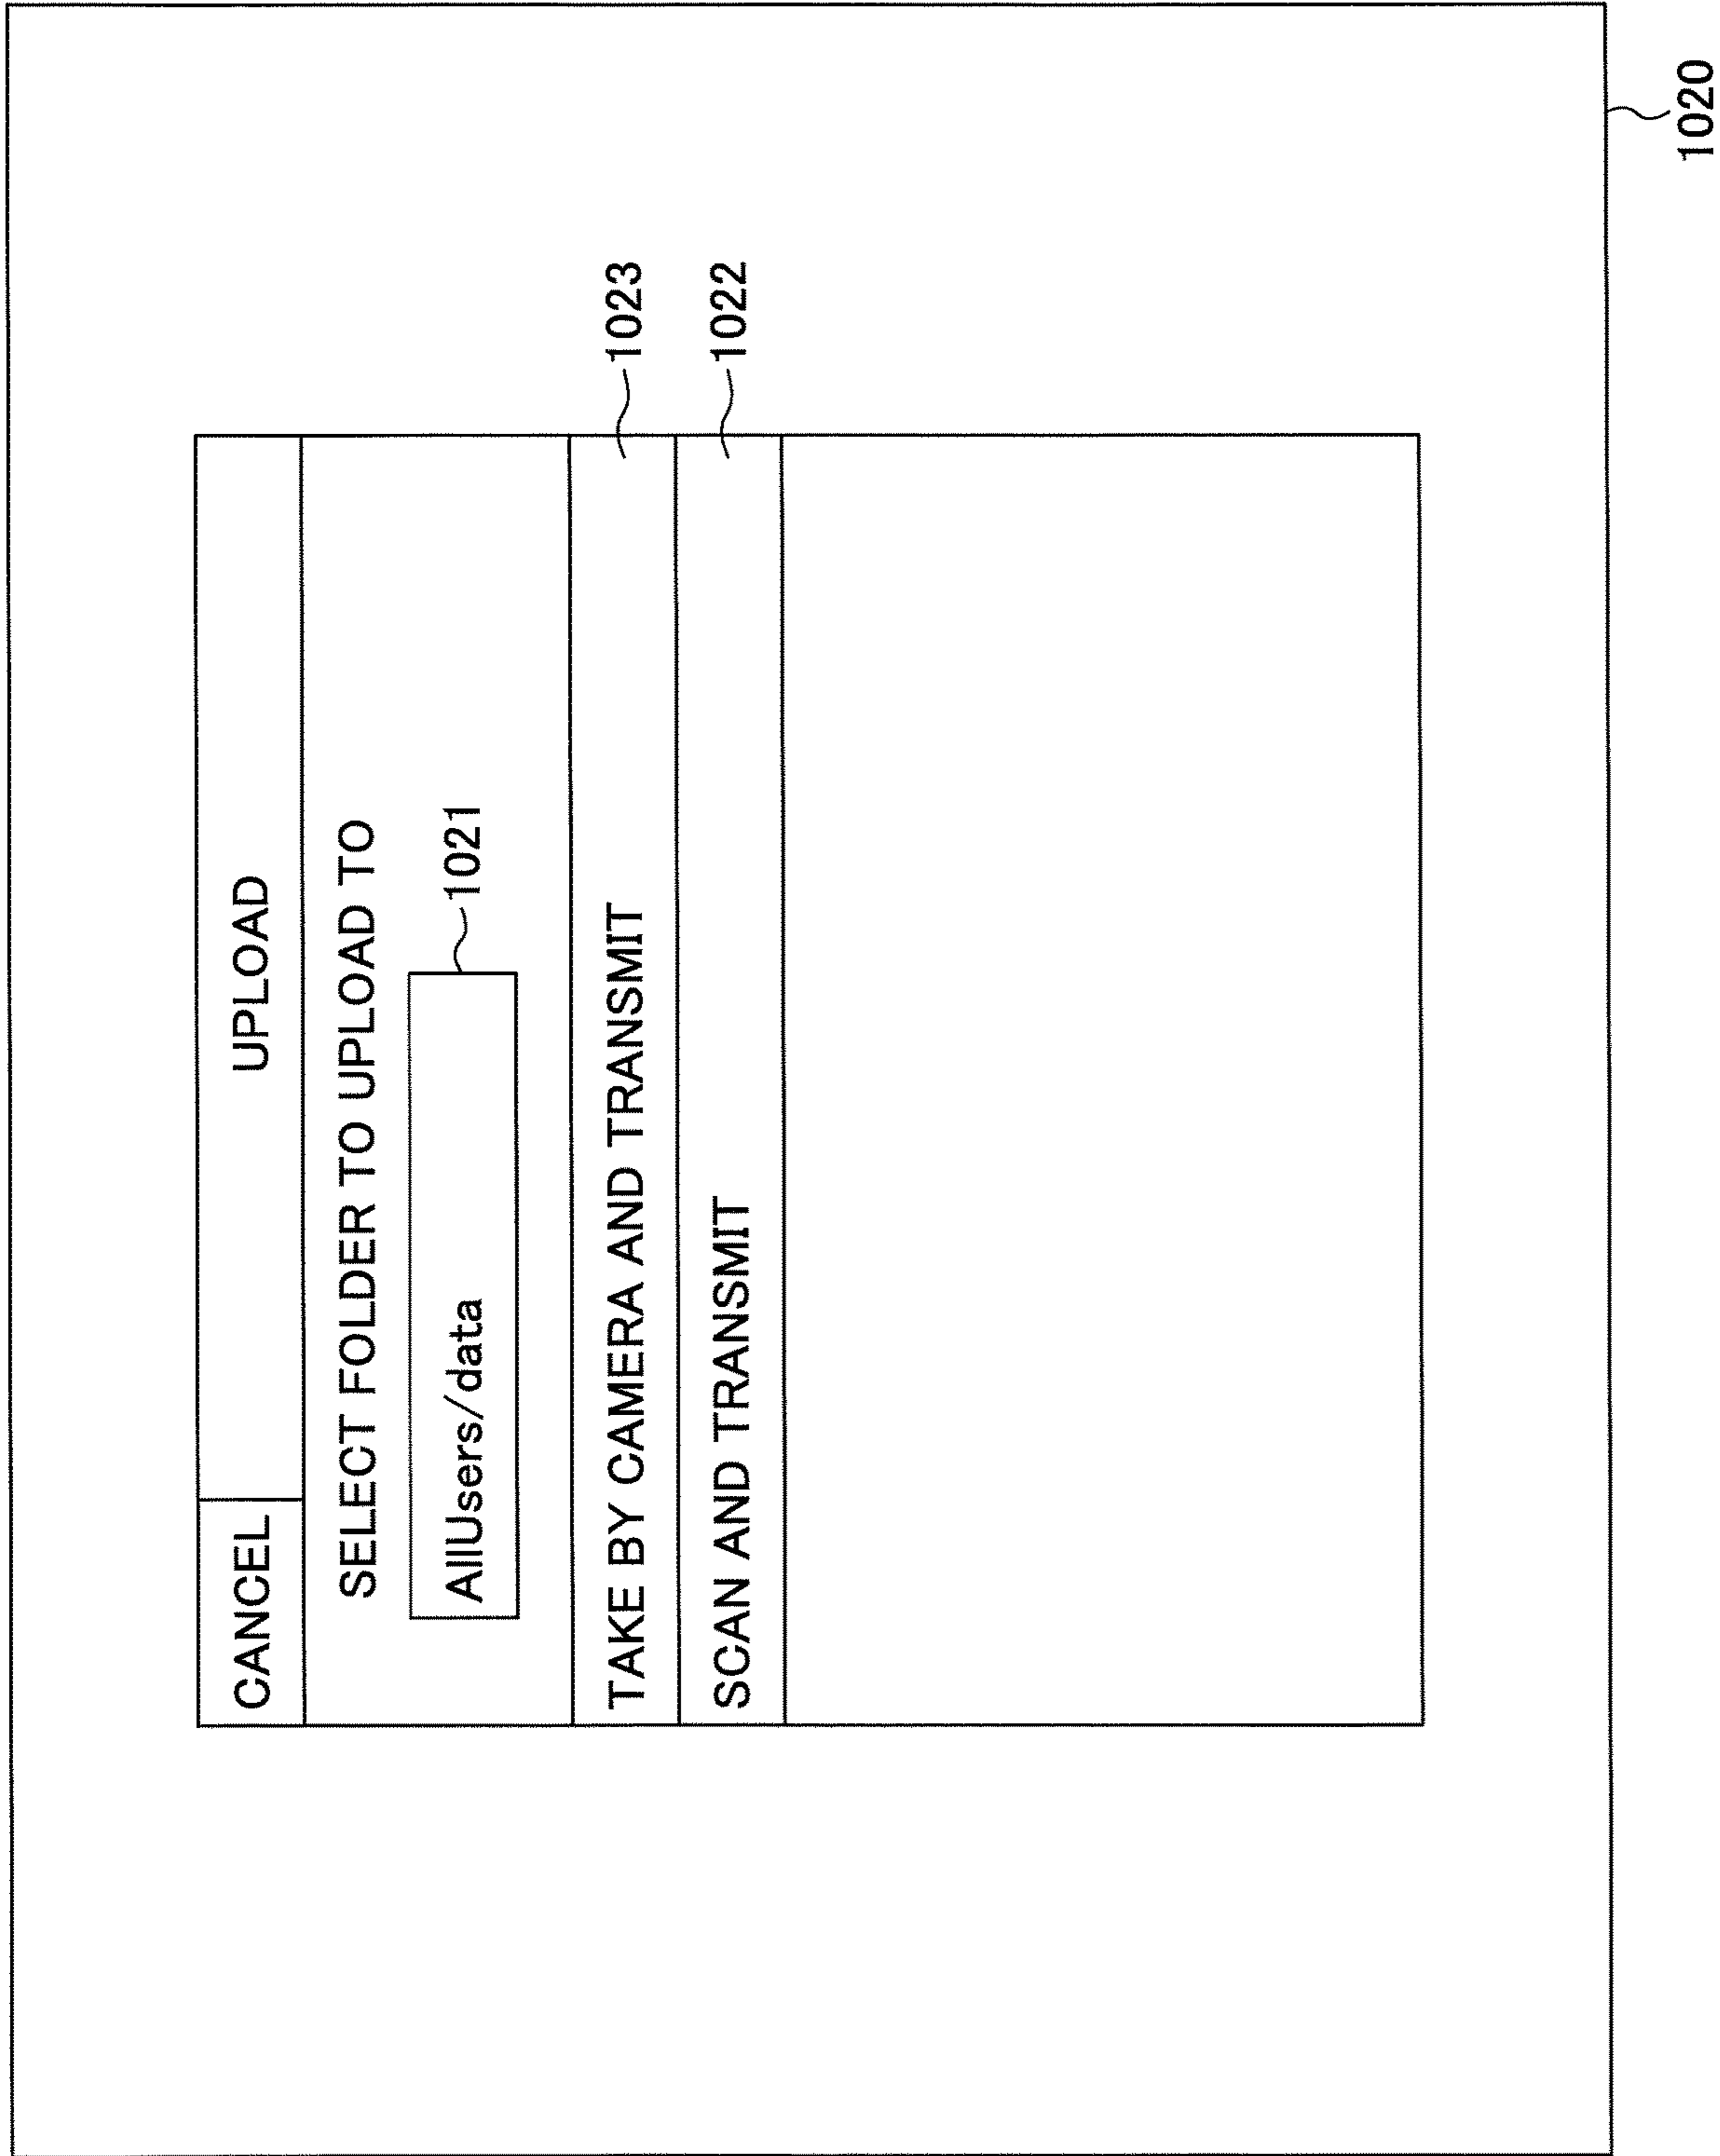 CANCEL UPLOAD
SELECT FOLDER TO UPLOAD TO
AllUsers/data 1021
TAKE BY CAMERA AND TRANSMIT 1023
SCAN AND TRANSMIT 1022
1020